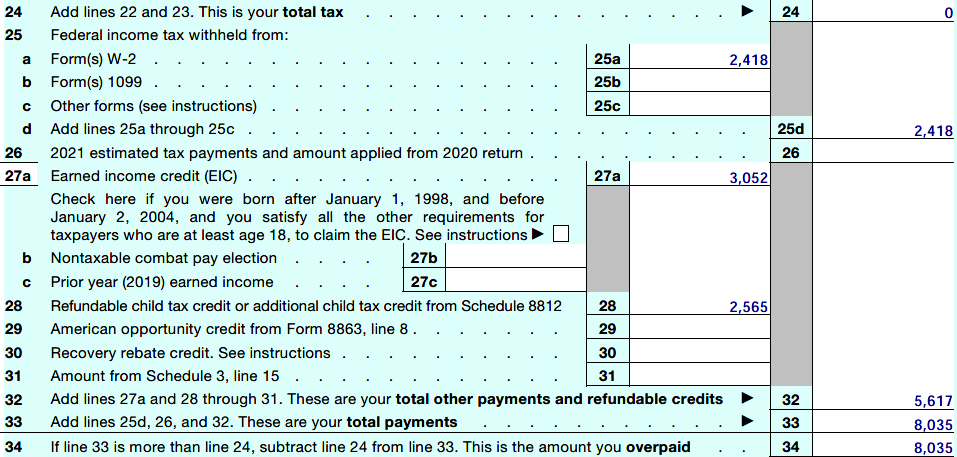 24 Add lines 22 and 23. This is your total tax . . . . . . . . . . . . . . . . ▶ 24 0
25 Federal income tax withheld from:
a Form(s) W-2 . . . . . . . . . . . . . . . . . . 25a 2,418
b Form(s) 1099 . . . . . . . . . . . . . . . . . . 25b
c Other forms (see instructions) . . . . . . . . . . . . . 25c
d Add lines 25a through 25c . . . . . . . . . . . . . . . . . . . . . . 25d 2,418
26 2021 estimated tax payments and amount applied from 2020 return . . . . . . . . . . 26
27a Earned income credit (EIC) . . . . . . . . . . . . . . 27a 3,052
Check here if you were born after January 1, 1998, and before
January 2, 2004, and you satisfy all the other requirements for
taxpayers who are at least age 18, to claim the EIC. See instructions ▶
b Nontaxable combat pay election . . . . 27b
c Prior year (2019) earned income . . . . 27c
28 Refundable child tax credit or additional child tax credit from Schedule 8812 28 2,565
29 American opportunity credit from Form 8863, line 8 . . . . . . . 29
30 Recovery rebate credit. See instructions . . . . . . . . . . 30
31 Amount from Schedule 3, line 15 . . . . . . . . . . . . 31
32 Add lines 27a and 28 through 31. These are your total other payments and refundable credits ▶ 32 5,617
33 Add lines 25d, 26, and 32. These are your total payments . . . . . . . . . . . ▶ 33 8,035
34 If line 33 is more than line 24, subtract line 24 from line 33. This is the amount you overpaid . . 34 8,035